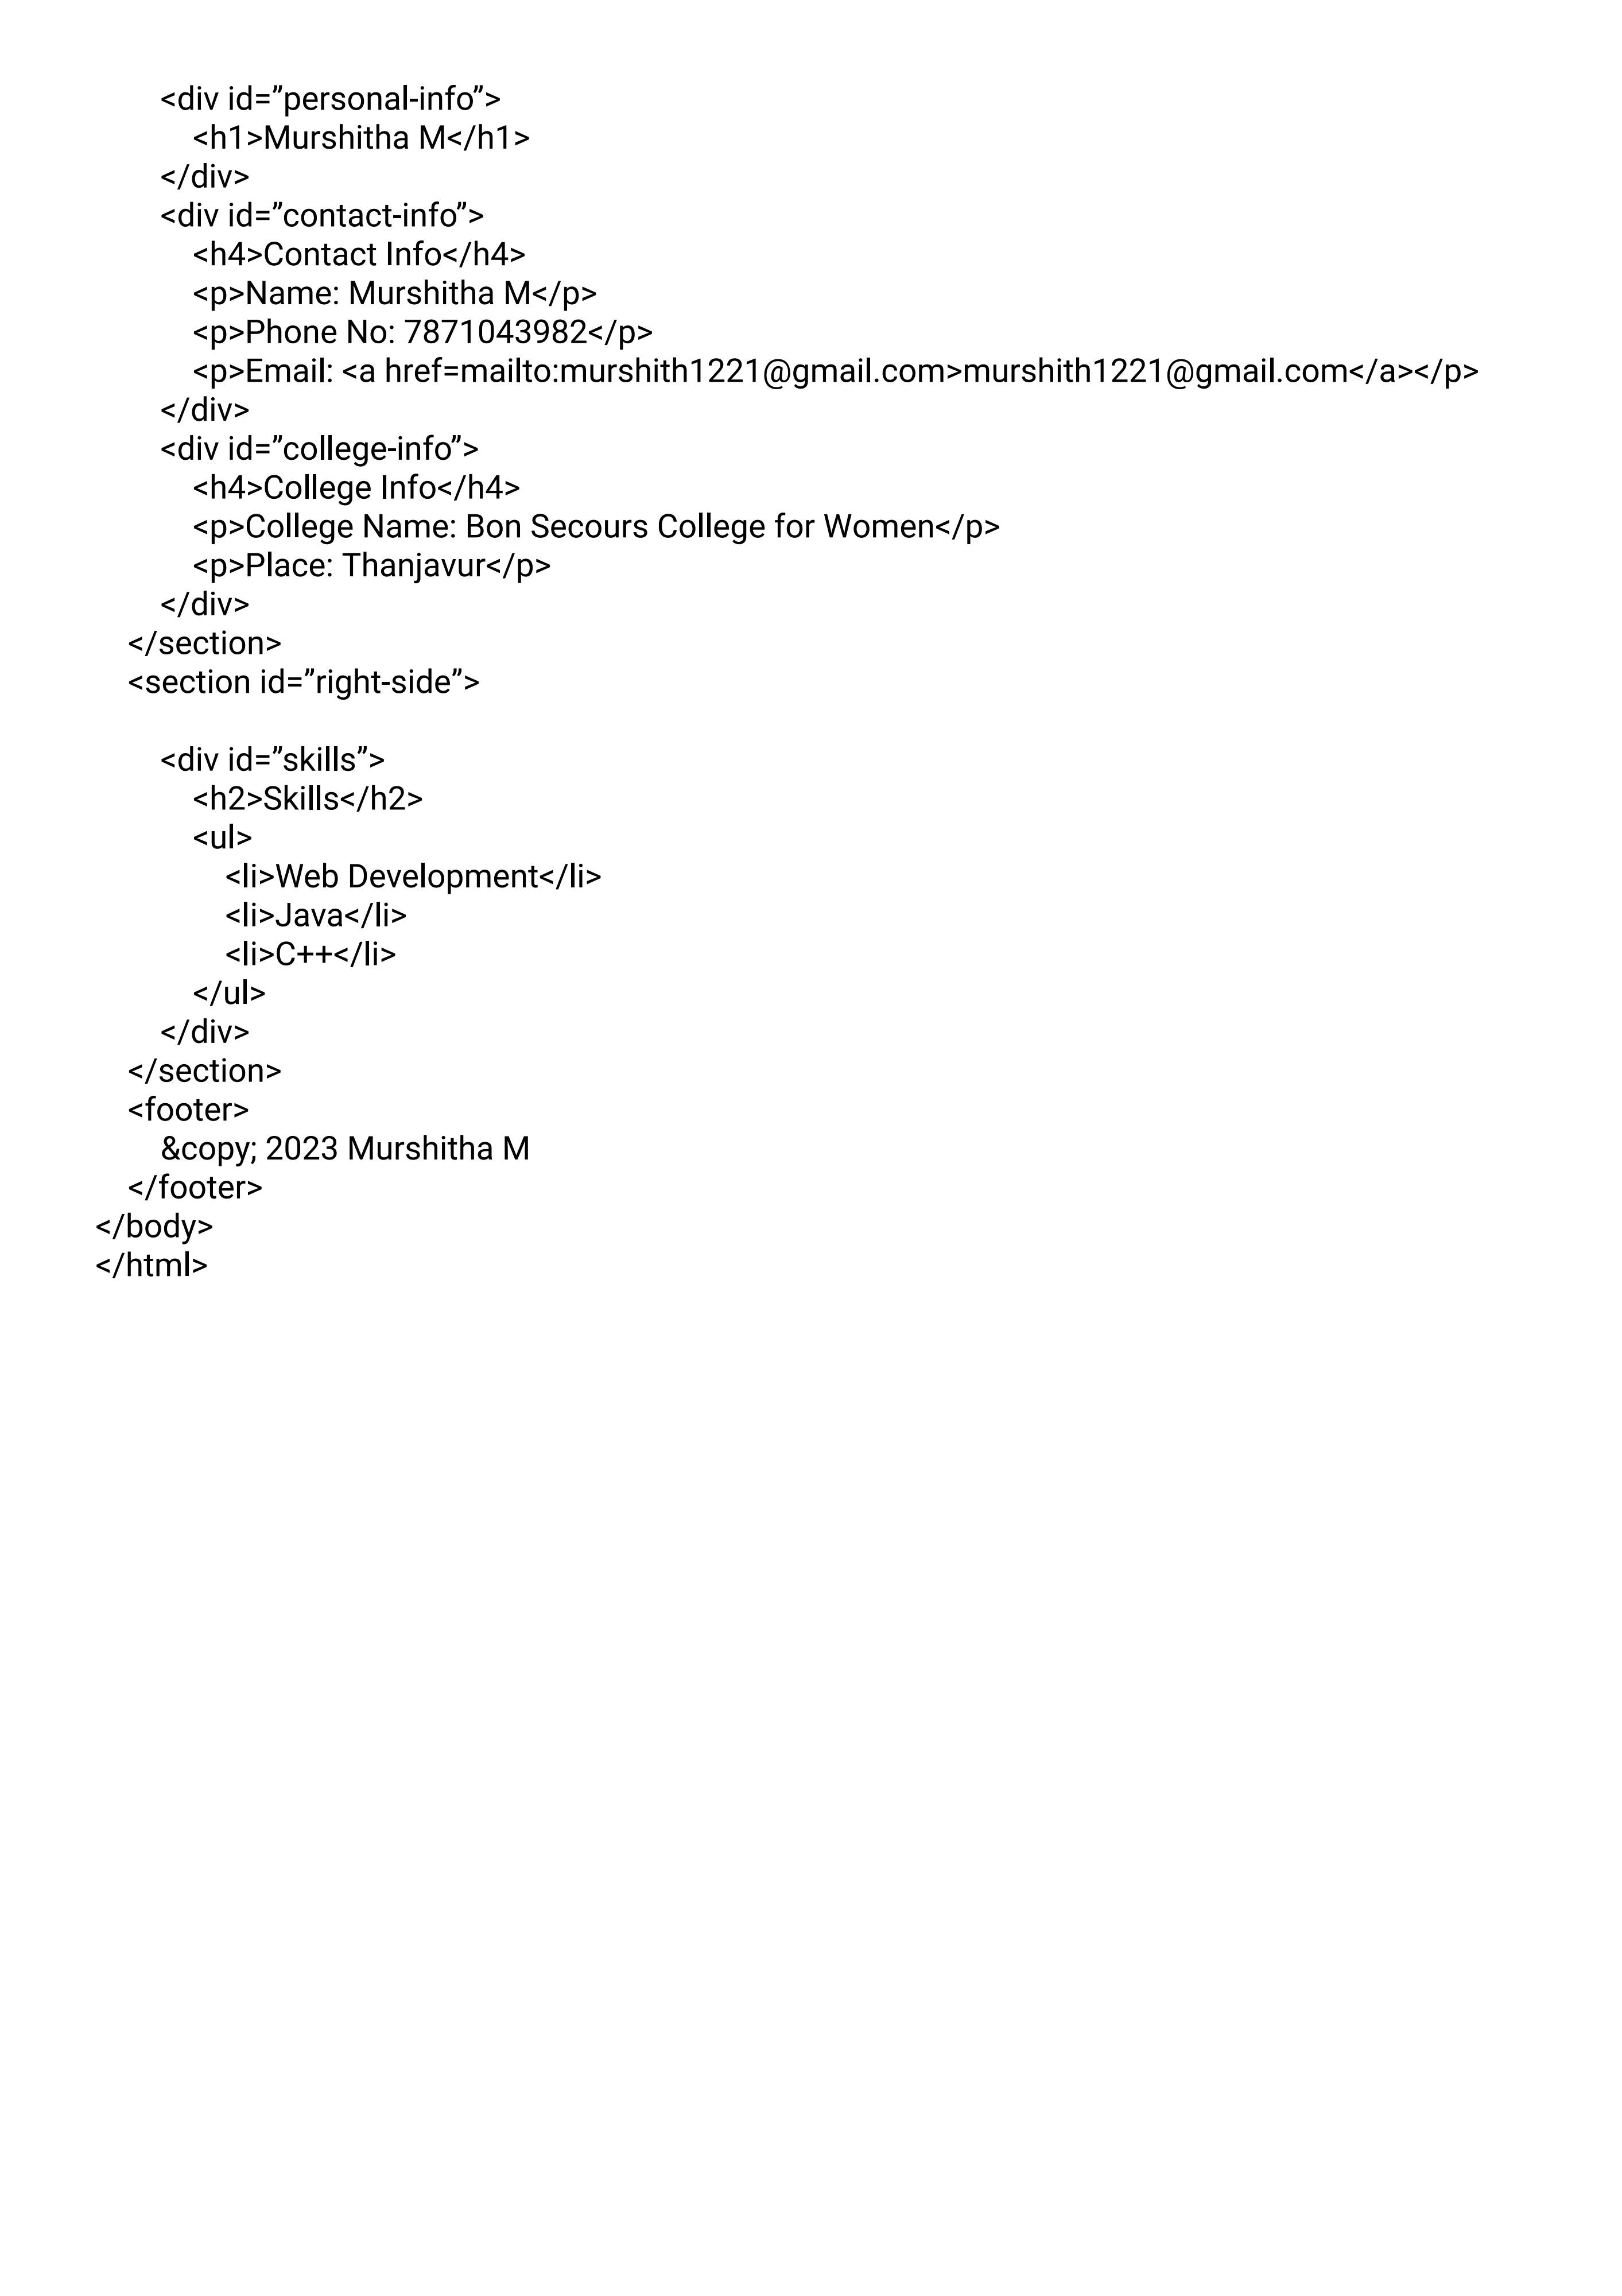 <div id=”personal-info”>
<h1>Murshitha M</h1>
</div>
<div id=”contact-info”>
<h4>Contact Info</h4>
<p>Name: Murshitha M</p>
<p>Phone No: 7871043982</p>
<p>Email: <a href=mailto:murshith1221@gmail.com>murshith1221@gmail.com</a></p>
</div>
<div id=”college-info”>
<h4>College Info</h4>
<p>College Name: Bon Secours College for Women</p>
<p>Place: Thanjavur</p>
</div>
</section>
<section id=”right-side”>
<div id=”skills”>
<h2>Skills</h2>
<ul>
<li>Web Development</li>
<li>Java</li>
<li>C++</li>
</ul>
</div>
</section>
<footer>
&copy; 2023 Murshitha M
</footer>
</body>
</html>